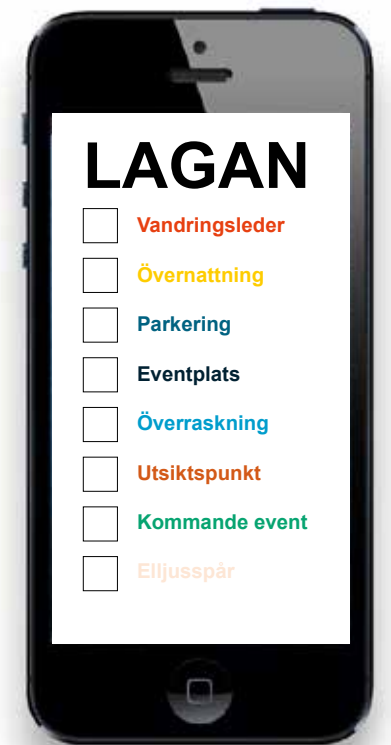 LAGAN
Vandringsleder
Övernattning
Parkering
Eventplats
Överraskning
Utsiktspunkt
Kommande event
Elljusspår